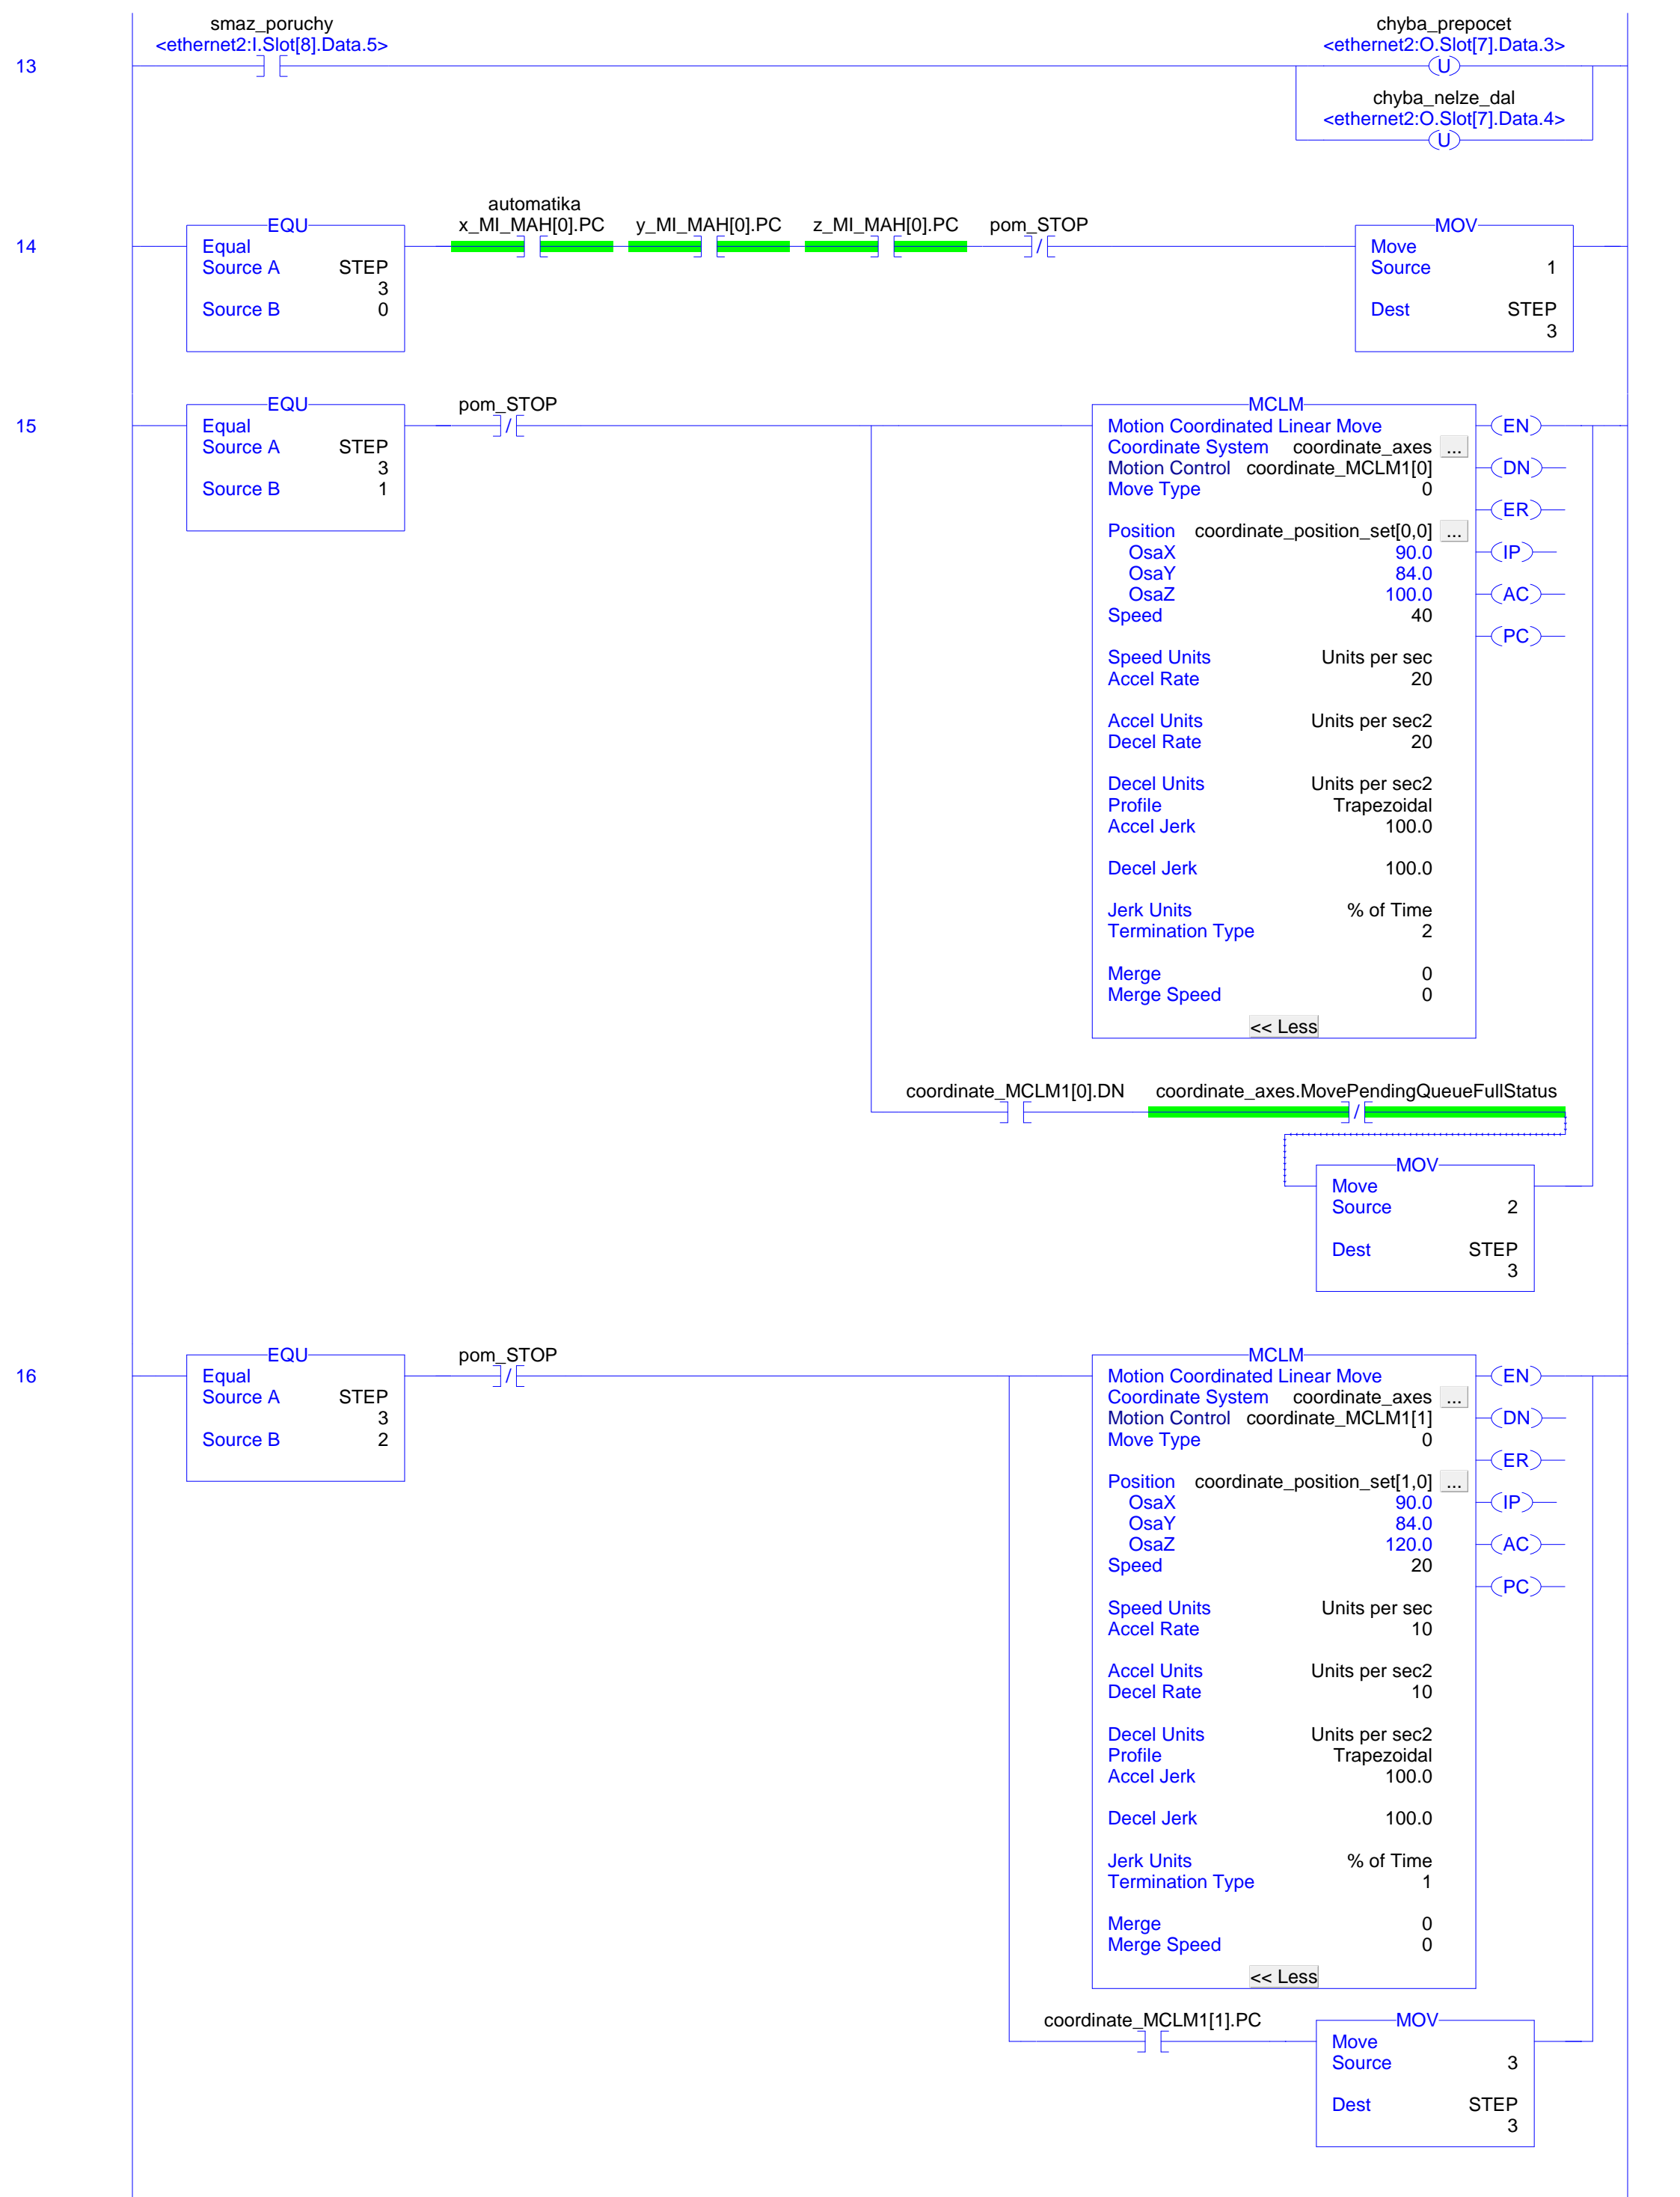 smaz_poruchy
<ethernet2:I.Slot[8].Data.5>
chyba_prepocet
<ethernet2:O.Slot[7].Data.3>
13
U
chyba_nelze_dal
<ethernet2:O.Slot[7].Data.4>
U
automatika
EQU
x_MI_MAH[0].PC y_MI_MAH[0].PC z_MI_MAH[0].PC pom_STOP
MOV
14
Equal
Source A STEP
3
Source B 0
/
Move
Source 1
Dest STEP
3
EQU
pom_STOP
MCLM
15
Equal
Source A STEP
3
Source B 1
/
Motion Coordinated Linear Move EN
Coordinate System coordinate_axes ...
Motion Control coordinate_MCLM1[0] DN
Move Type 0
ER
Position coordinate_position_set[0,0] ...
OsaX 90.0 IP
OsaY 84.0
OsaZ 100.0 AC
Speed 40
PC
Speed Units Units per sec
Accel Rate 20
Accel Units Units per sec2
Decel Rate 20
Decel Units Units per sec2
Profile Trapezoidal
Accel Jerk 100.0
Decel Jerk 100.0
Jerk Units % of Time
Termination Type 2
Merge 0
Merge Speed 0
<< Less
coordinate_MCLM1[0].DN coordinate_axes.MovePendingQueueFullStatus
/
MOV
Move
Source 2
Dest STEP
3
EQU
pom_STOP
MCLM
16
Equal
Source A STEP
3
Source B 2
/
Motion Coordinated Linear Move EN
Coordinate System coordinate_axes ...
Motion Control coordinate_MCLM1[1] DN
Move Type 0
ER
Position coordinate_position_set[1,0] ...
OsaX 90.0 IP
OsaY 84.0
OsaZ 120.0 AC
Speed 20
PC
Speed Units Units per sec
Accel Rate 10
Accel Units Units per sec2
Decel Rate 10
Decel Units Units per sec2
Profile Trapezoidal
Accel Jerk 100.0
Decel Jerk 100.0
Jerk Units % of Time
Termination Type 1
Merge 0
Merge Speed 0
<< Less
coordinate_MCLM1[1].PC
MOV
Move
Source 3
Dest STEP
3